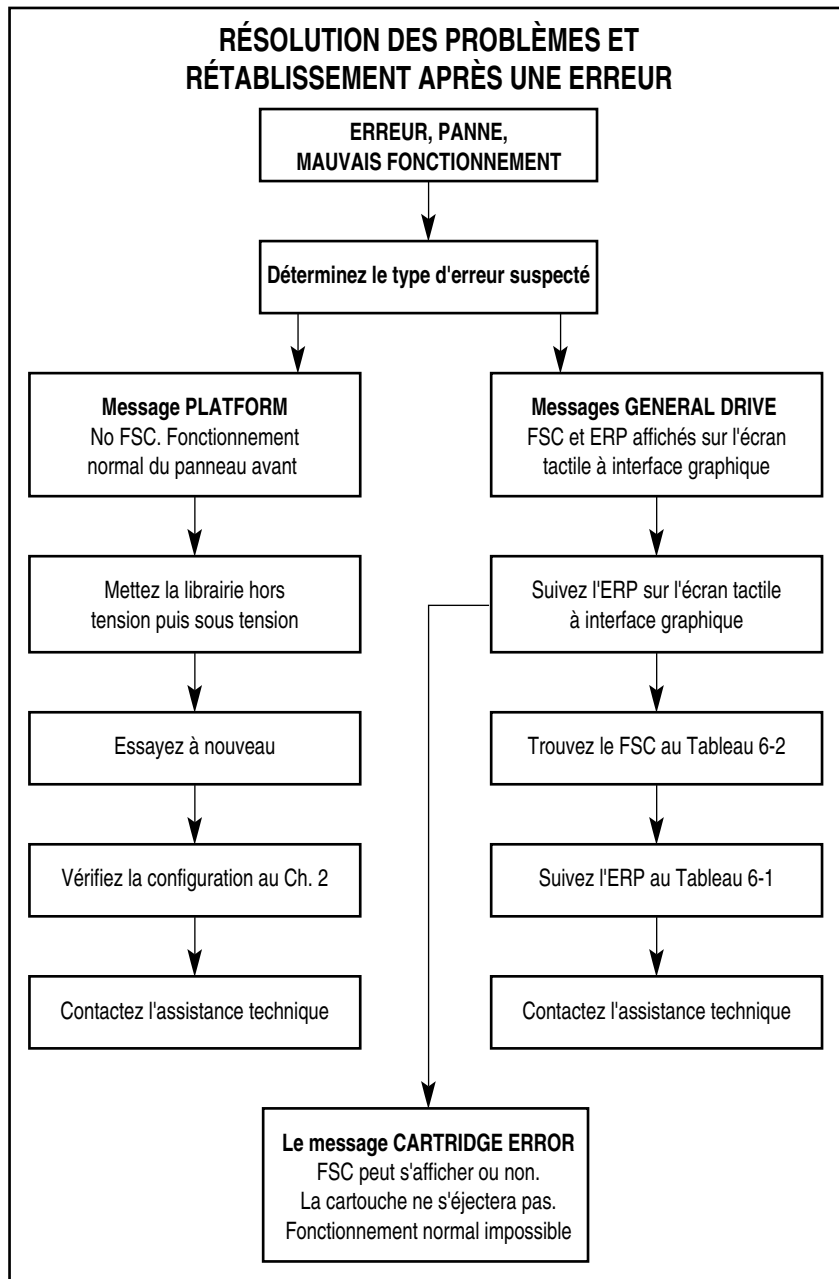 RÉSOLUTION DES PROBLÈMES ET
RÉTABLISSEMENT APRÈS UNE ERREUR
ERREUR, PANNE,
MAUVAIS FONCTIONNEMENT
Déterminez le type d'erreur suspecté
Message PLATFORM
No FSC. Fonctionnement
normal du panneau avant
Mettez la librairie hors
tension puis sous tension
Essayez à nouveau
Vérifiez la configuration au Ch. 2
Contactez l'assistance technique
Messages GENERAL DRIVE
FSC et ERP affichés sur l'écran
tactile à interface graphique
Suivez l'ERP sur l'écran tactile
à interface graphique
Trouvez le FSC au Tableau 6-2
Suivez l'ERP au Tableau 6-1
Contactez l'assistance technique
Le message CARTRIDGE ERROR
FSC peut s'afficher ou non.
La cartouche ne s'éjectera pas.
Fonctionnement normal impossible